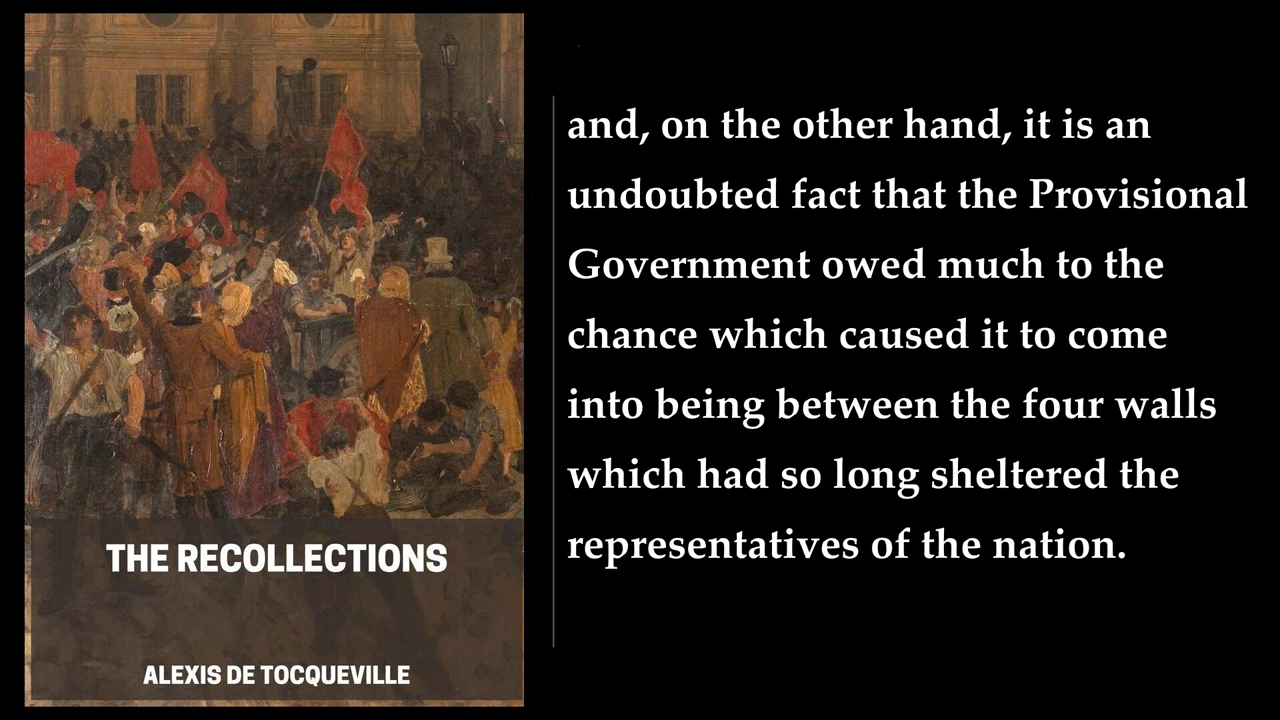 THE RECOLLECTIONS
ALEXIS DE TOCQUEVILLE
and, on the other hand, it is an
undoubted fact that the Provisional
Government owed much to the
chance which caused it to come
into being between the four walls
which had so long sheltered the
representatives of the nation.